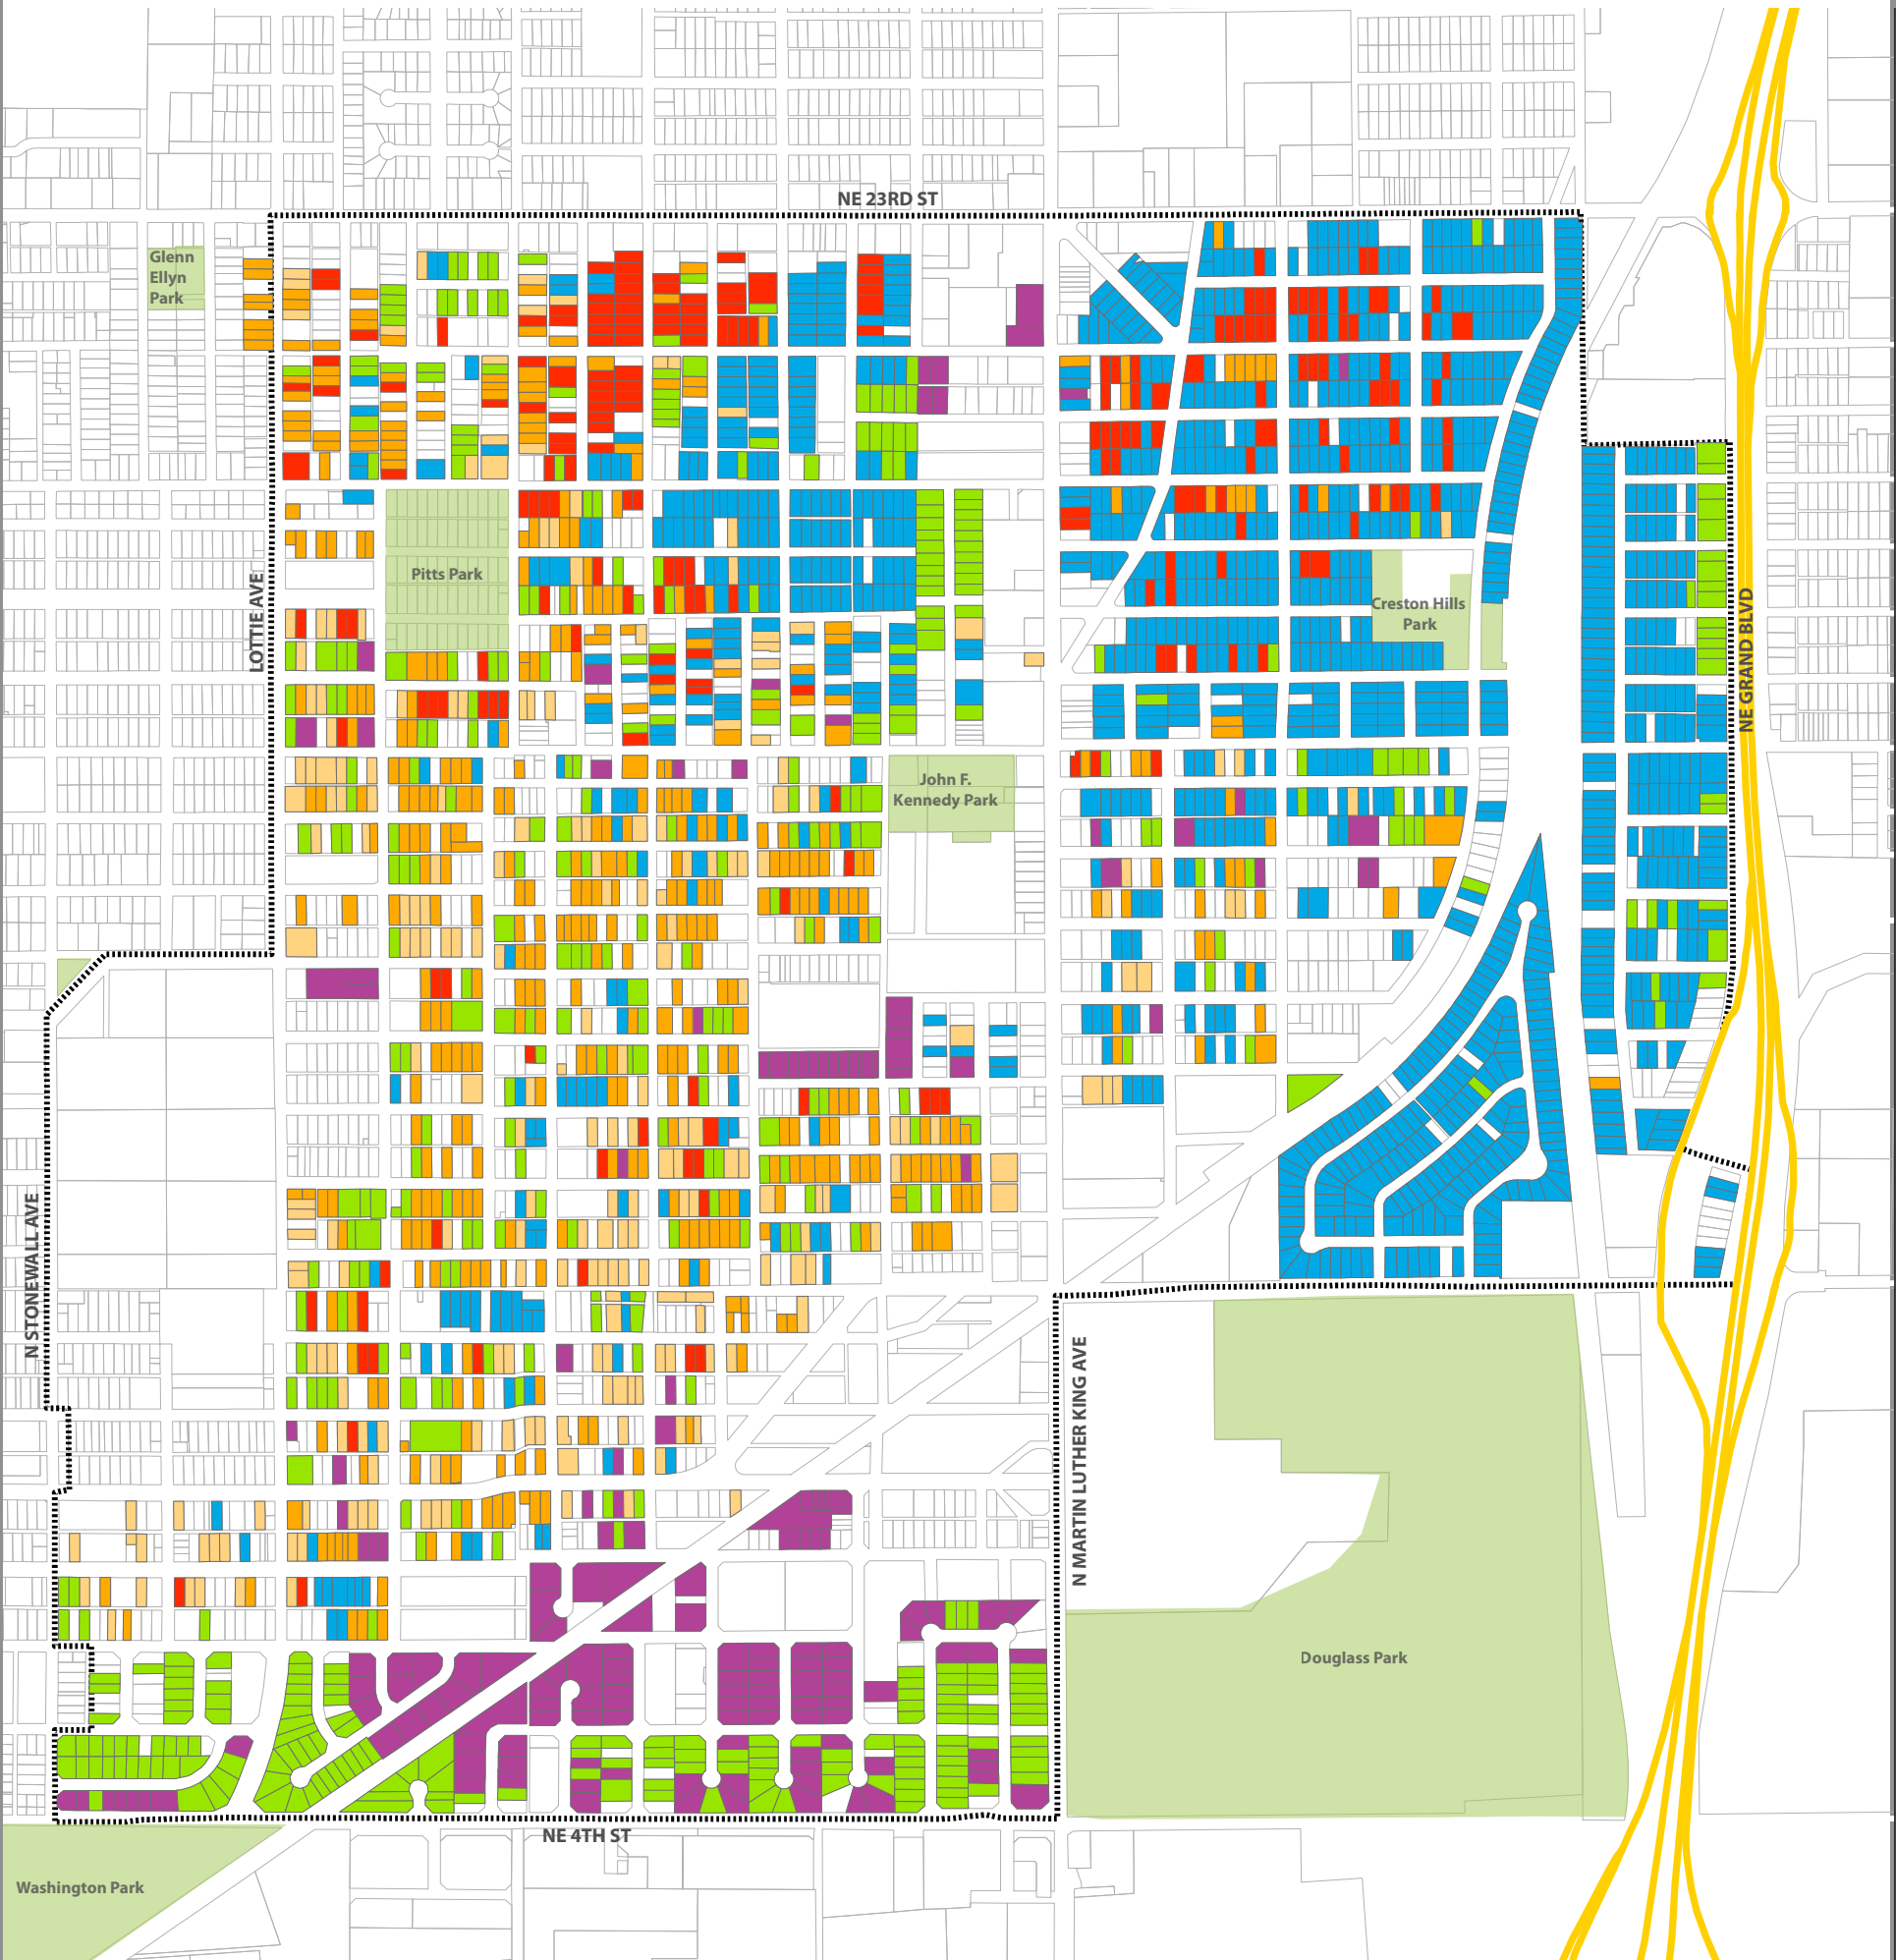 NE 23RD ST
Glenn
Ellyn
Park
LOTTIE AVE
Pitts Park
Creston Hills
Park
NE GRAND BLVD
John F.
Kennedy Park
N STONEWALL AVE
N MARTIN LUTHER KING AVE
Douglass Park
NE 4TH ST
Washington Park